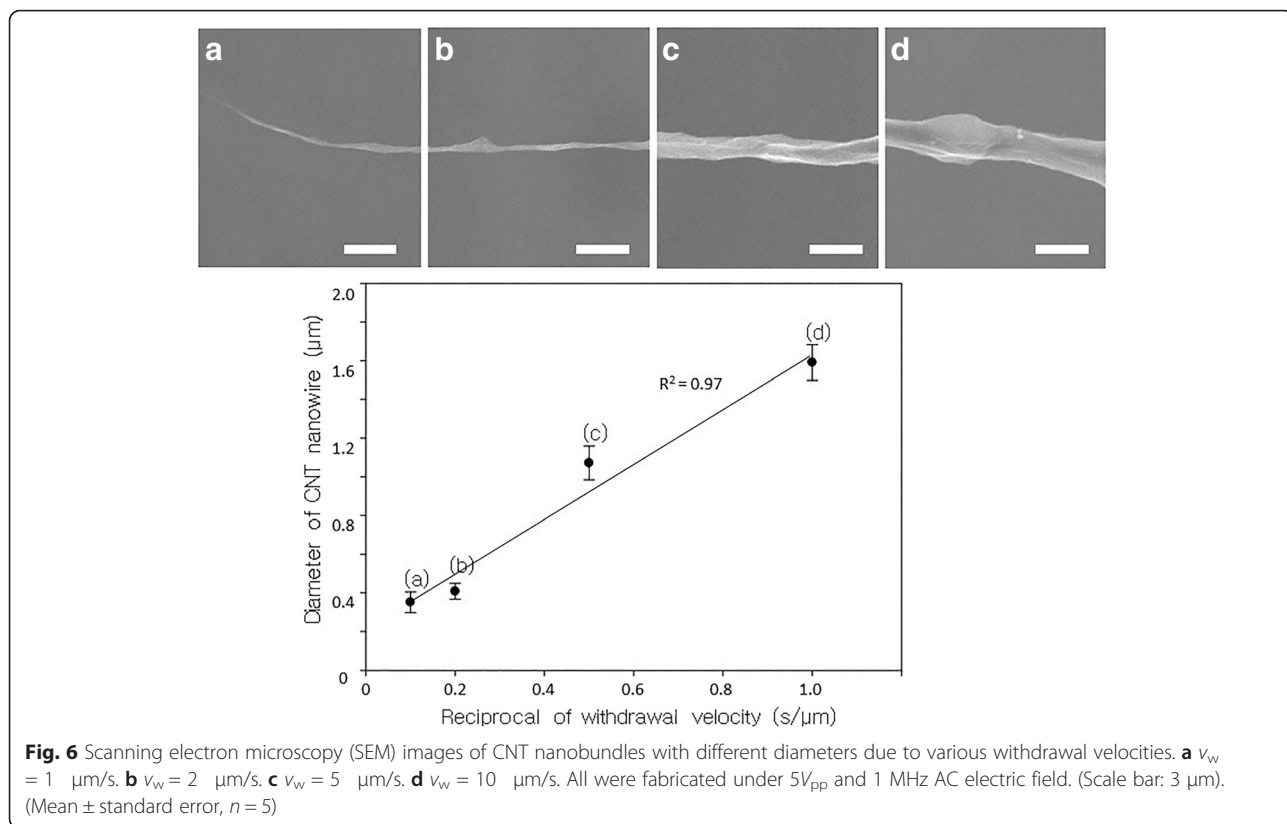 a b c d
2.0
1.6
1.2
0.8
0.4
0
Diameter of CNT nanowire (μm)
(a)
(b)
(c)
(d)
R² = 0.97
0 0.2 0.4 0.6 0.8 1.0
Reciprocal of withdrawal velocity (s/μm)
Fig. 6 Scanning electron microscopy (SEM) images of CNT nanobundles with different diameters due to various withdrawal velocities. a vw
= 1 μm/s. b vw = 2 μm/s. c vw = 5 μm/s. d vw = 10 μm/s. All were fabricated under 5Vpp and 1 MHz AC electric field. (Scale bar: 3 μm).
(Mean ± standard error, n = 5)